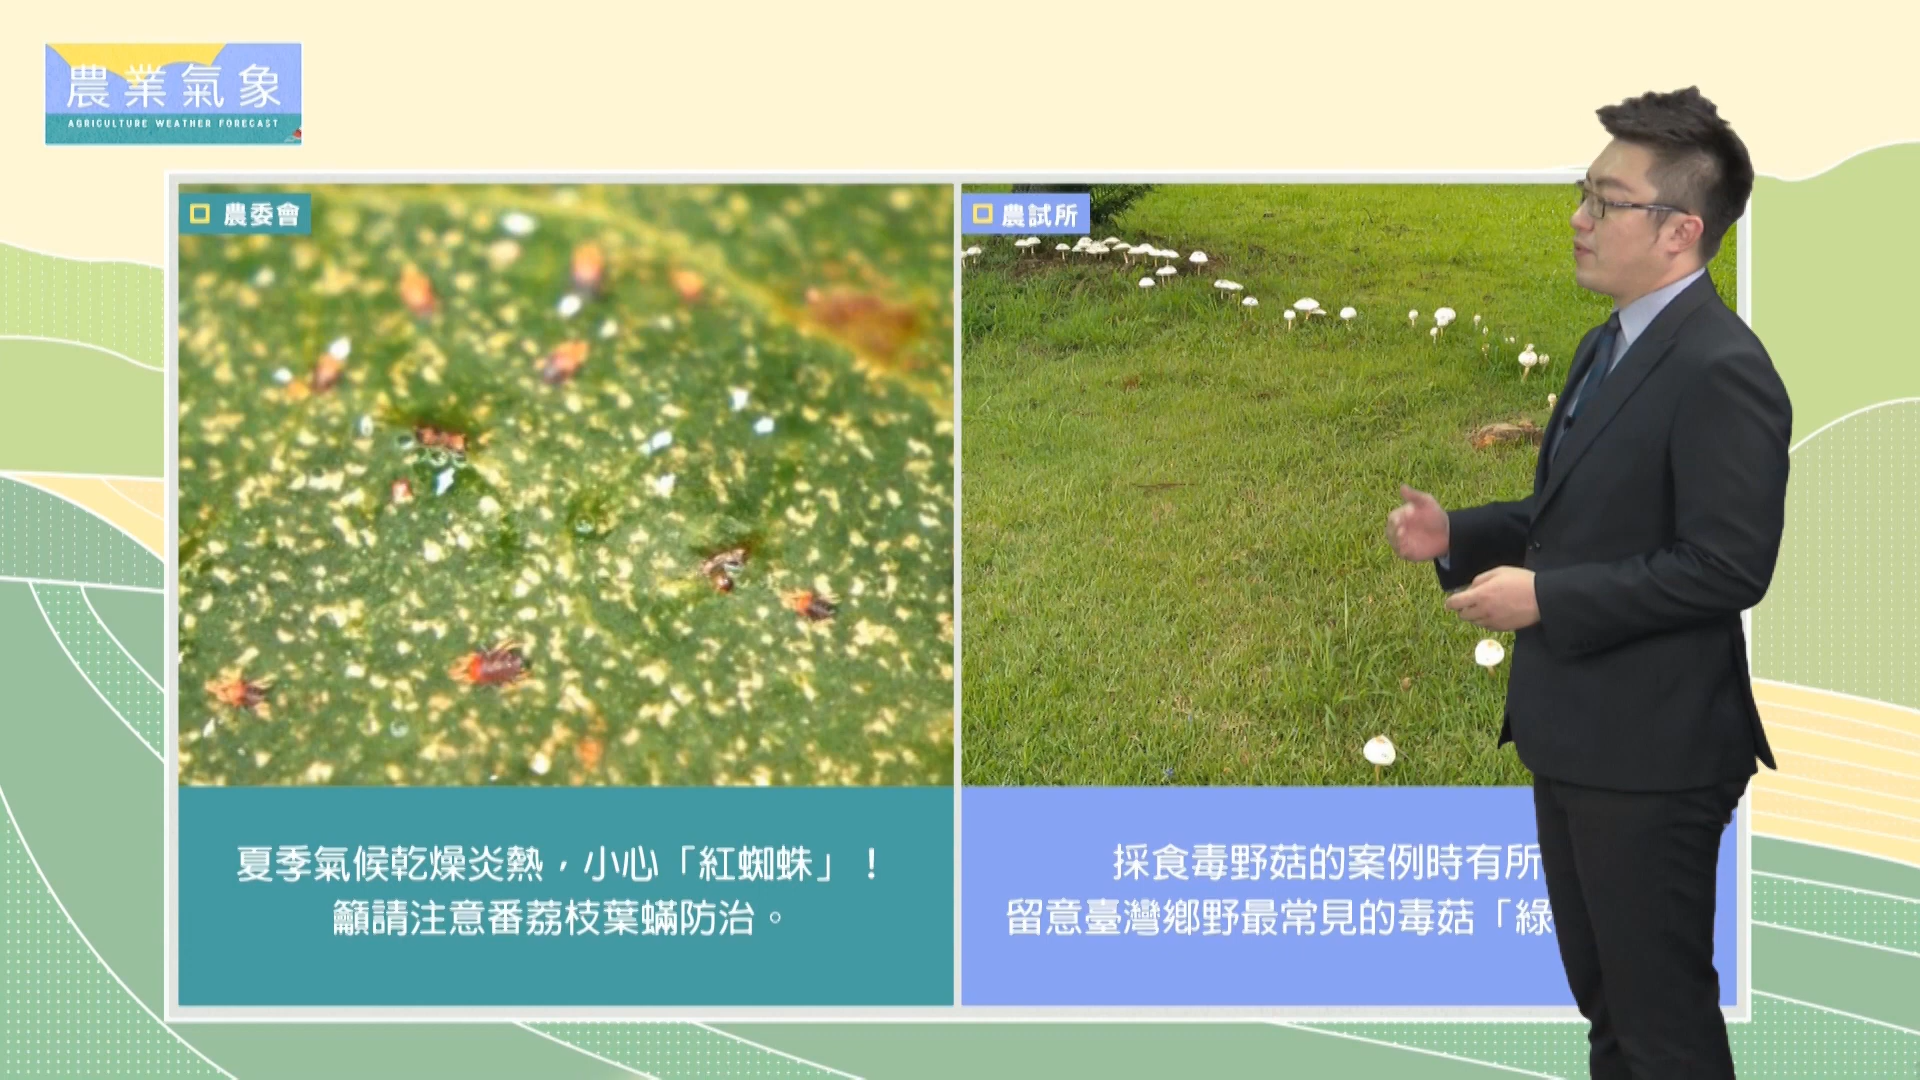 農業氣象
AGRICULTURE WEATHER FORECAST
農委會
農試所
夏季氣候乾燥炎熱，小心「紅蜘蛛」！
籲請注意番荔枝葉蟎防治。
採食毒野菇的案例時有所
留意臺灣鄉野最常見的毒菇「綠